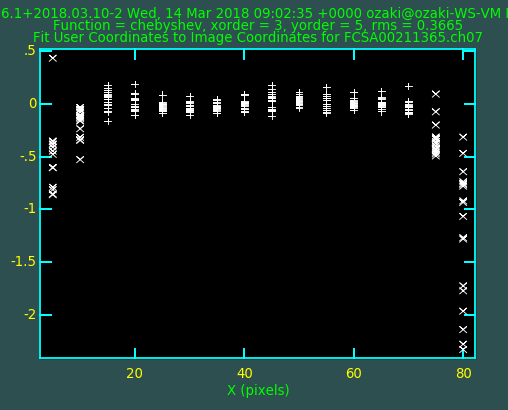 6.1+2018.03.10-2 Wed, 14 Mar 2018 09:02:35 +0000 ozaki@ozaki-WS-VM
Function = chebyshev, xorder = 3, yorder = 5, rms = 0.3665
Fit User Coordinates to Image Coordinates for FCSA00211365.ch07
.5
0
-.5
-1
-1.5
-2
20 40 60 80
X (pixels)